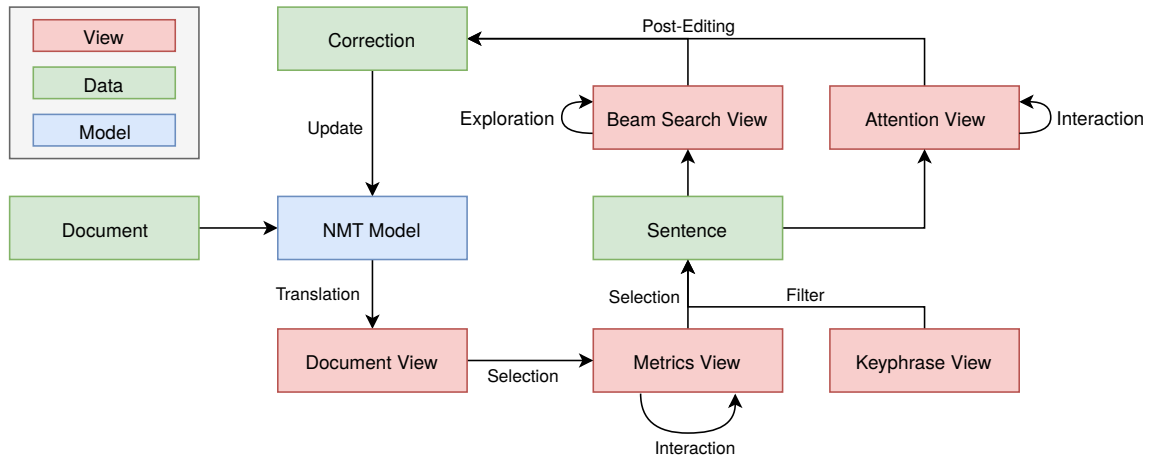 View
Data
Model
Correction
Post-Editing
Exploration
Beam Search View
Attention View
Interaction
Update
Document
NMT Model
Sentence
Translation
Selection
Filter
Document View
Selection
Metrics View
Keyphrase View
Interaction